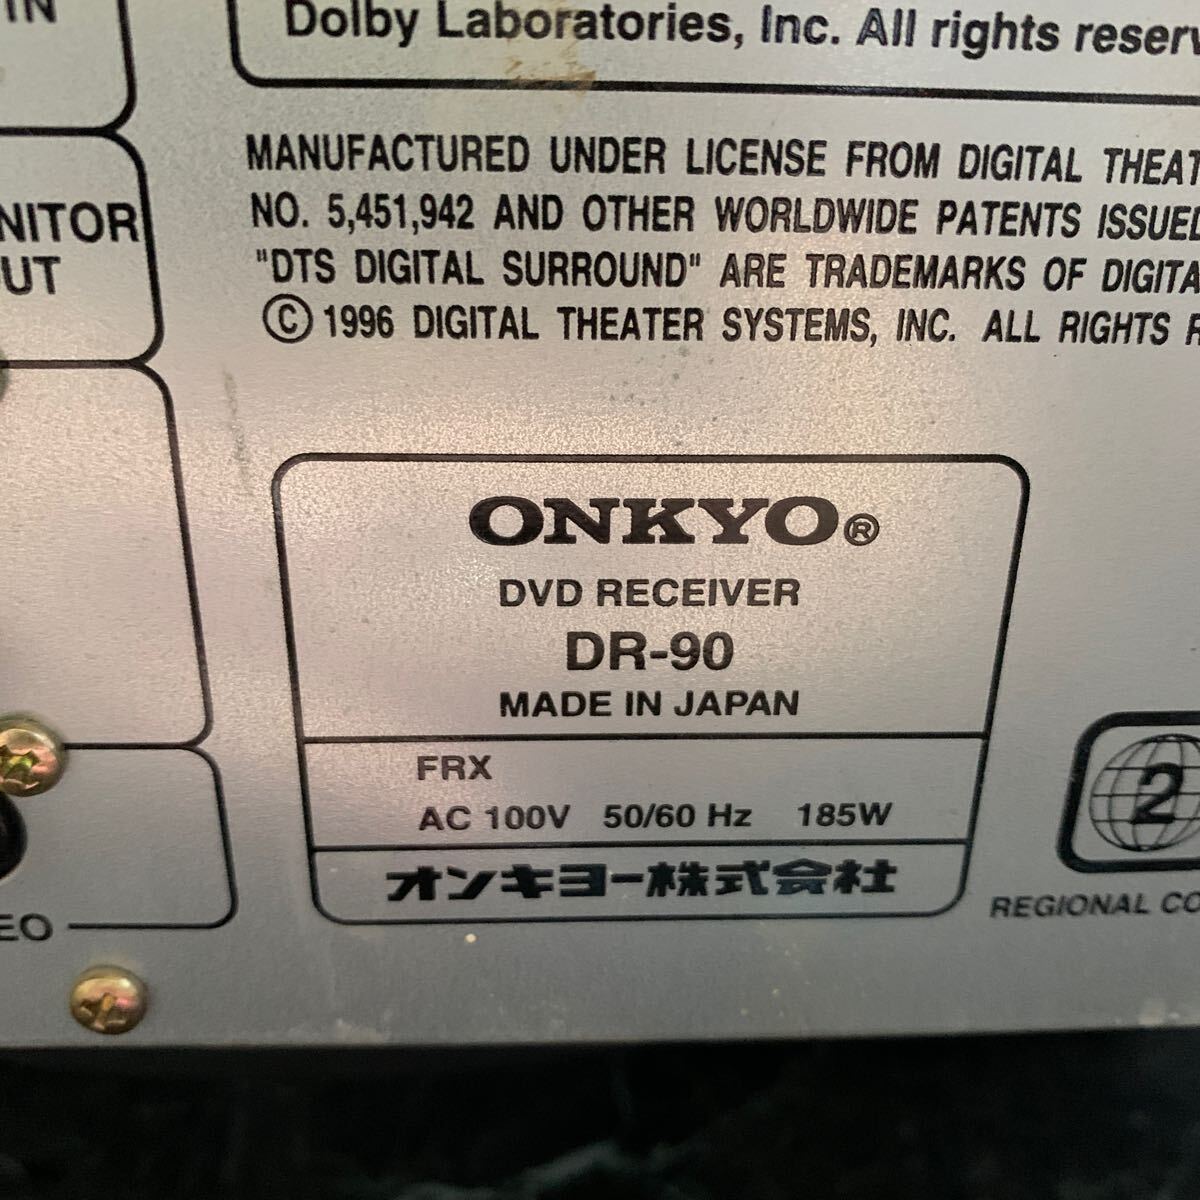 IN
Dolby Laboratories, Inc. All rights reserv
MANUFACTURED UNDER LICENSE FROM DIGITAL THEAT
NO. 5,451,942 AND OTHER WORLDWIDE PATENTS ISSUED
"DTS DIGITAL SURROUND" ARE TRADEMARKS OF DIGITA
©1996 DIGITAL THEATER SYSTEMS, INC. ALL RIGHTS R
NITOR
UT
ONKYO®
DVD RECEIVER
DR-90
MADE IN JAPAN
FRX
AC 100V 50/60 Hz 185W
オンキヨー株式会社
2
REGIONAL CO
EO